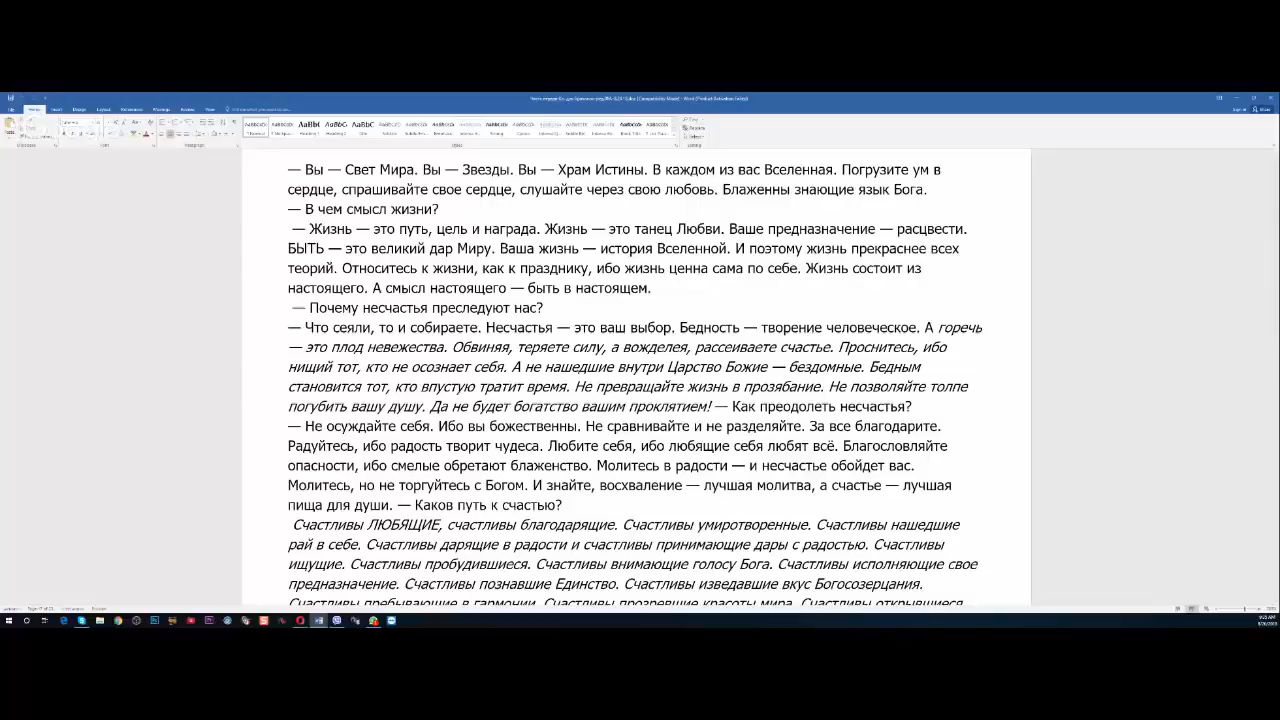 — Вы — Свет Мира. Вы — Звезды. Вы — Храм Истины. В каждом из вас Вселенная. Погрузите ум в
сердце, спрашивайте свое сердце, слушайте через свою любовь. Блаженны знающие язык Бога.
— В чем смысл жизни?
— Жизнь — это путь, цель и награда. Жизнь — это танец Любви. Ваше предназначение — расцвести.
БЫТЬ — это великий дар Миру. Ваша жизнь — история Вселенной. И поэтому жизнь прекраснее всех
теорий. Относитесь к жизни, как к празднику, ибо жизнь ценна сама по себе. Жизнь состоит из
настоящего. А смысл настоящего — быть в настоящем.
— Почему несчастья преследуют нас?
— Что сеяли, то и собираете. Несчастья — это ваш выбор. Бедность — творение человеческое. А горечь
— это плод невежества. Обвиняя, теряете силу, а вожделея, рассеиваете счастье. Проснитесь, ибо
нищий тот, кто не осознает себя. А не нашедшие внутри Царство Божие — бездомные. Бедным
становится тот, кто впустую тратит время. Не превращайте жизнь в прозябание. Не позволяйте толпе
погубить вашу душу. Да не будет богатство вашим проклятием! — Как преодолеть несчастья?
— Не осуждайте себя. Ибо вы божественны. Не сравнивайте и не разделяйте. За все благодарите.
Радуйтесь, ибо радость творит чудеса. Любите себя, ибо любящие себя любят всё. Благословляйте
опасности, ибо смелые обретают блаженство. Молитесь в радости — и несчастье обойдет вас.
Молитесь, но не торгуйтесь с Богом. И знайте, восхваление — лучшая молитва, а счастье — лучшая
пища для души. — Каков путь к счастью?
Счастливы ЛЮБЯЩИЕ, счастливы благодарящие. Счастливы умиротворенные. Счастливы нашедшие
рай в себе. Счастливы дарящие в радости и счастливы принимающие дары с радостью. Счастливы
ищущие. Счастливы пробудившиеся. Счастливы внимающие голосу Бога. Счастливы исполняющие свое
предназначение. Счастливы познавшие Единство. Счастливы изведавшие вкус Богосозерцания.
Счастливы пребывающие в гармонии. Счастливы прозревшие красоты мира. Счастливы открывшиеся